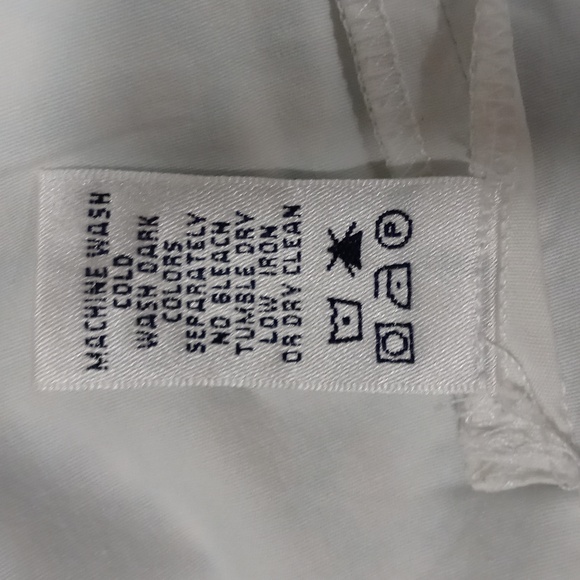 MACHINE WASH
COLD
WASH DARK
COLORS
SEPARATELY
NO BLEACH
TUMBLE DRY
LOW IRON
OR DRY CLEAN
P